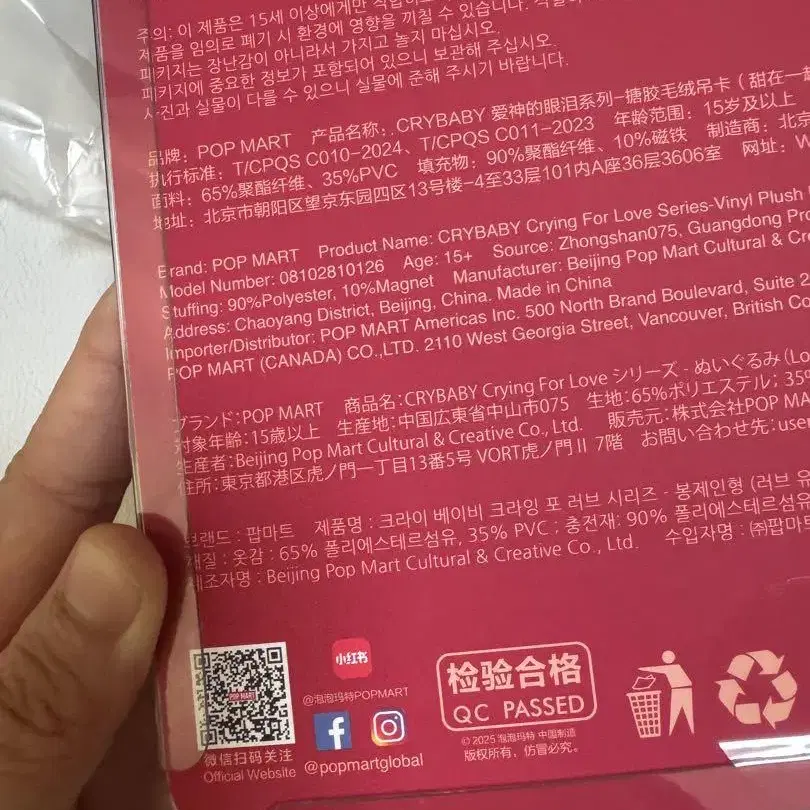 주의: 이 제품은 15세 이상에게만
제품을 임의로 폐기 시 환경에 영향을 끼칠 수 있습니다.
패키지는 장난감이 아니라서 가지고 놀지 마십시오.
패키지에 중요한 정보가 포함되어 있으니 보관해 주십시오.
사진과 실물이 다를 수 있으니 실물에 준해 주시기 바랍니다.
品牌：POP MART 产品名称：CRYBABY 爱神的眼泪系列-搪胶毛绒吊卡（甜在一起
执行标准：T/CPQS C010-2024、T/CPQS C011-2023 年龄范围：15岁及以上
面料：65%聚酯纤维、35%PVC 填充物：90%聚酯纤维、10%磁铁 制造商：北京
地址：北京市朝阳区望京东园四区13号楼-4至33层101内A座36层3606室 网址：W
Brand: POP MART Product Name: CRYBABY Crying For Love Series-Vinyl Plush
Model Number: 08102810126 Age: 15+ Source: Zhongshan075, Guangdong Pr
Stuffing: 90%Polyester, 10%Magnet Manufacturer: Beijing Pop Mart Cultural & Cre
Address: Chaoyang District, Beijing, China. Made in China
Importer/Distributor: POP MART Americas Inc. 500 North Brand Boulevard, Suite 2
POP MART (CANADA) CO.,LTD. 2110 West Georgia Street, Vancouver, British Co
ブランド：POP MART 商品名：CRYBABY Crying For Love シリーズ - ぬいぐるみ（Lo
対象年齢：15歳以上 生産地：中国広東省中山市075 生地：65%ポリエステル；35%
生産者：Beijing Pop Mart Cultural & Creative Co., Ltd. 販売元：株式会社POP MA
住所：東京都港区虎ノ門一丁目13番5号 VORT虎ノ門Ⅱ 7階 お問い合わせ先：user
브랜드 : 팝마트 제품명 : 크라이 베이비 크라잉 포 러브 시리즈 - 봉제인형 (러브 유
재질 : 옷감 : 65% 폴리에스테르섬유, 35% PVC ; 충전재: 90% 폴리에스테르섬유
제조자명 : Beijing Pop Mart Cultural & Creative Co., Ltd. 수입자명 : ㈜팝마
POP MART
微信扫码关注
Official Website
小红书
@泡泡玛特POPMART
@popmartglobal
检验合格
QC PASSED
© 2025 泡泡玛特 中国制造
版权所有，仿冒必究。